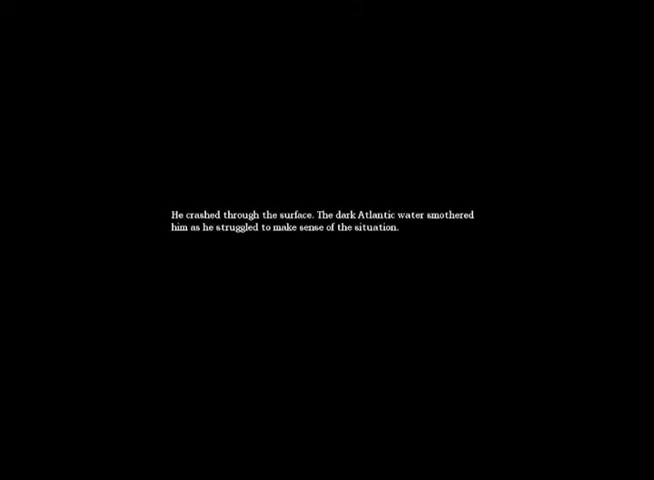 He crashed through the surface. The dark Atlantic water smothered
him as he struggled to make sense of the situation.